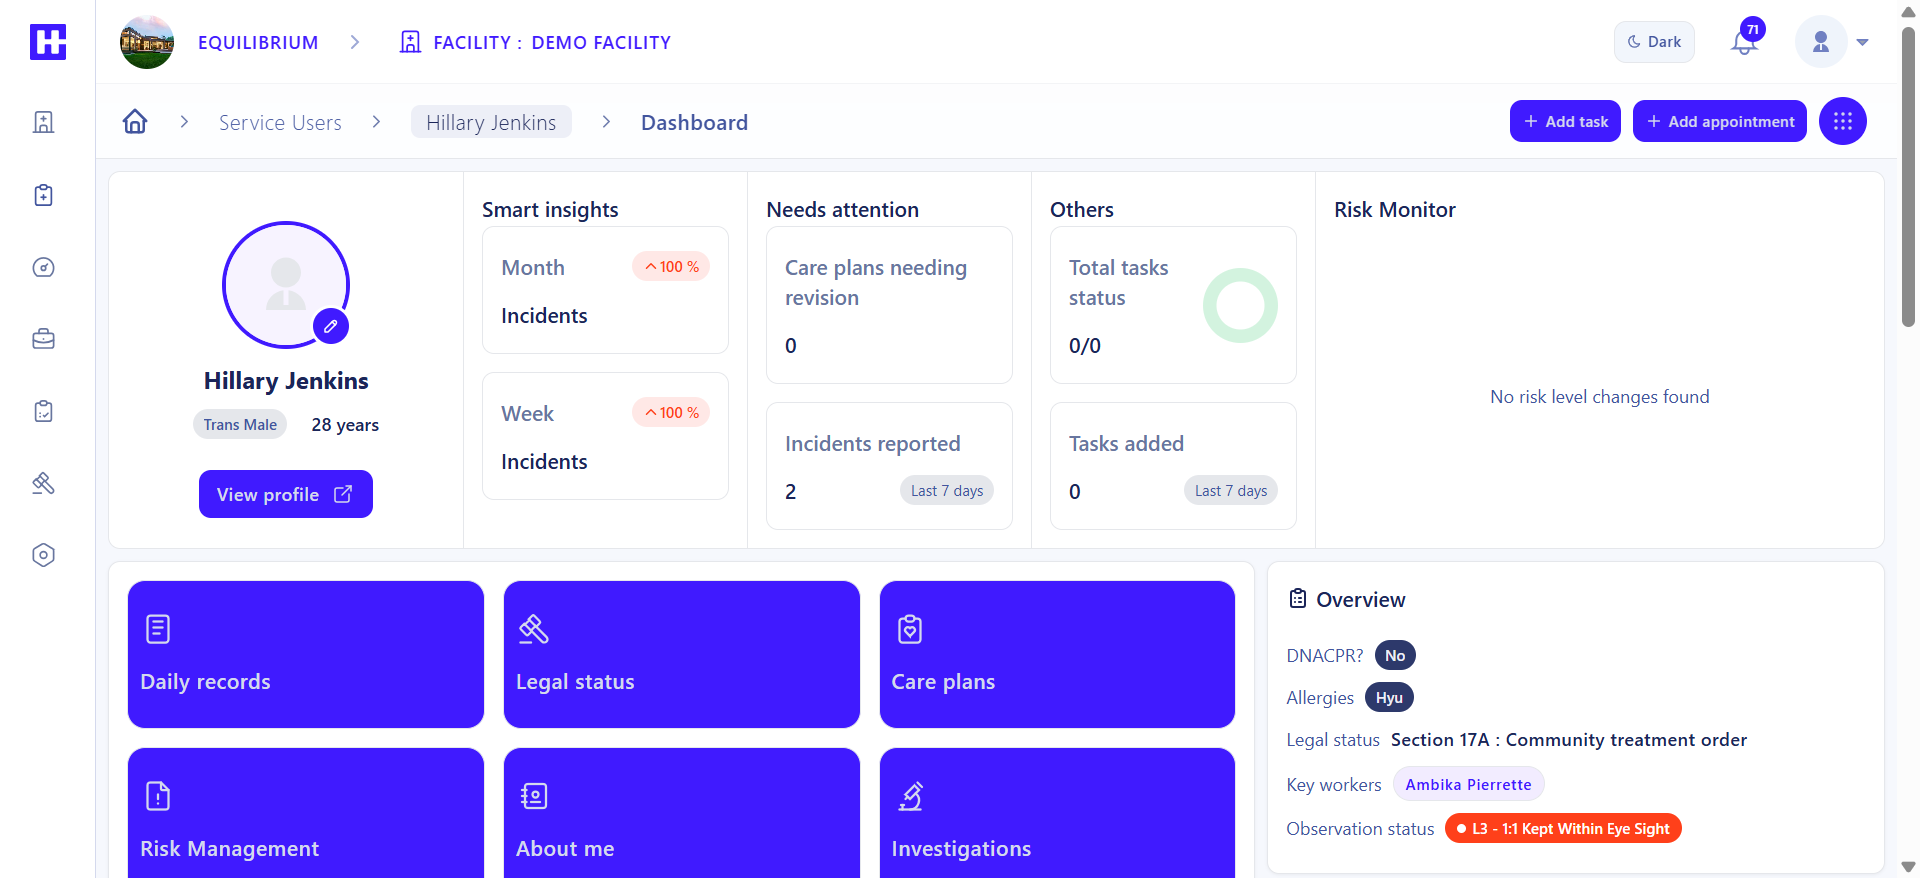 H
EQUILIBRIUM
FACILITY : DEMO FACILITY
Dark
71
Service Users
Hillary Jenkins
Dashboard
+ Add task
+ Add appointment
Hillary Jenkins
Trans Male
28 years
View profile
Smart insights
Month
100 %
Incidents
Week
100 %
Incidents
Needs attention
Care plans needing
revision
0
Incidents reported
2
Last 7 days
Others
Total tasks
status
0/0
Tasks added
0
Last 7 days
Risk Monitor
No risk level changes found
Daily records
Legal status
Care plans
Risk Management
About me
Investigations
Overview
DNACPR? No
Allergies Hyu
Legal status Section 17A : Community treatment order
Key workers Ambika Pierrette
Observation status L3 - 1:1 Kept Within Eye Sight